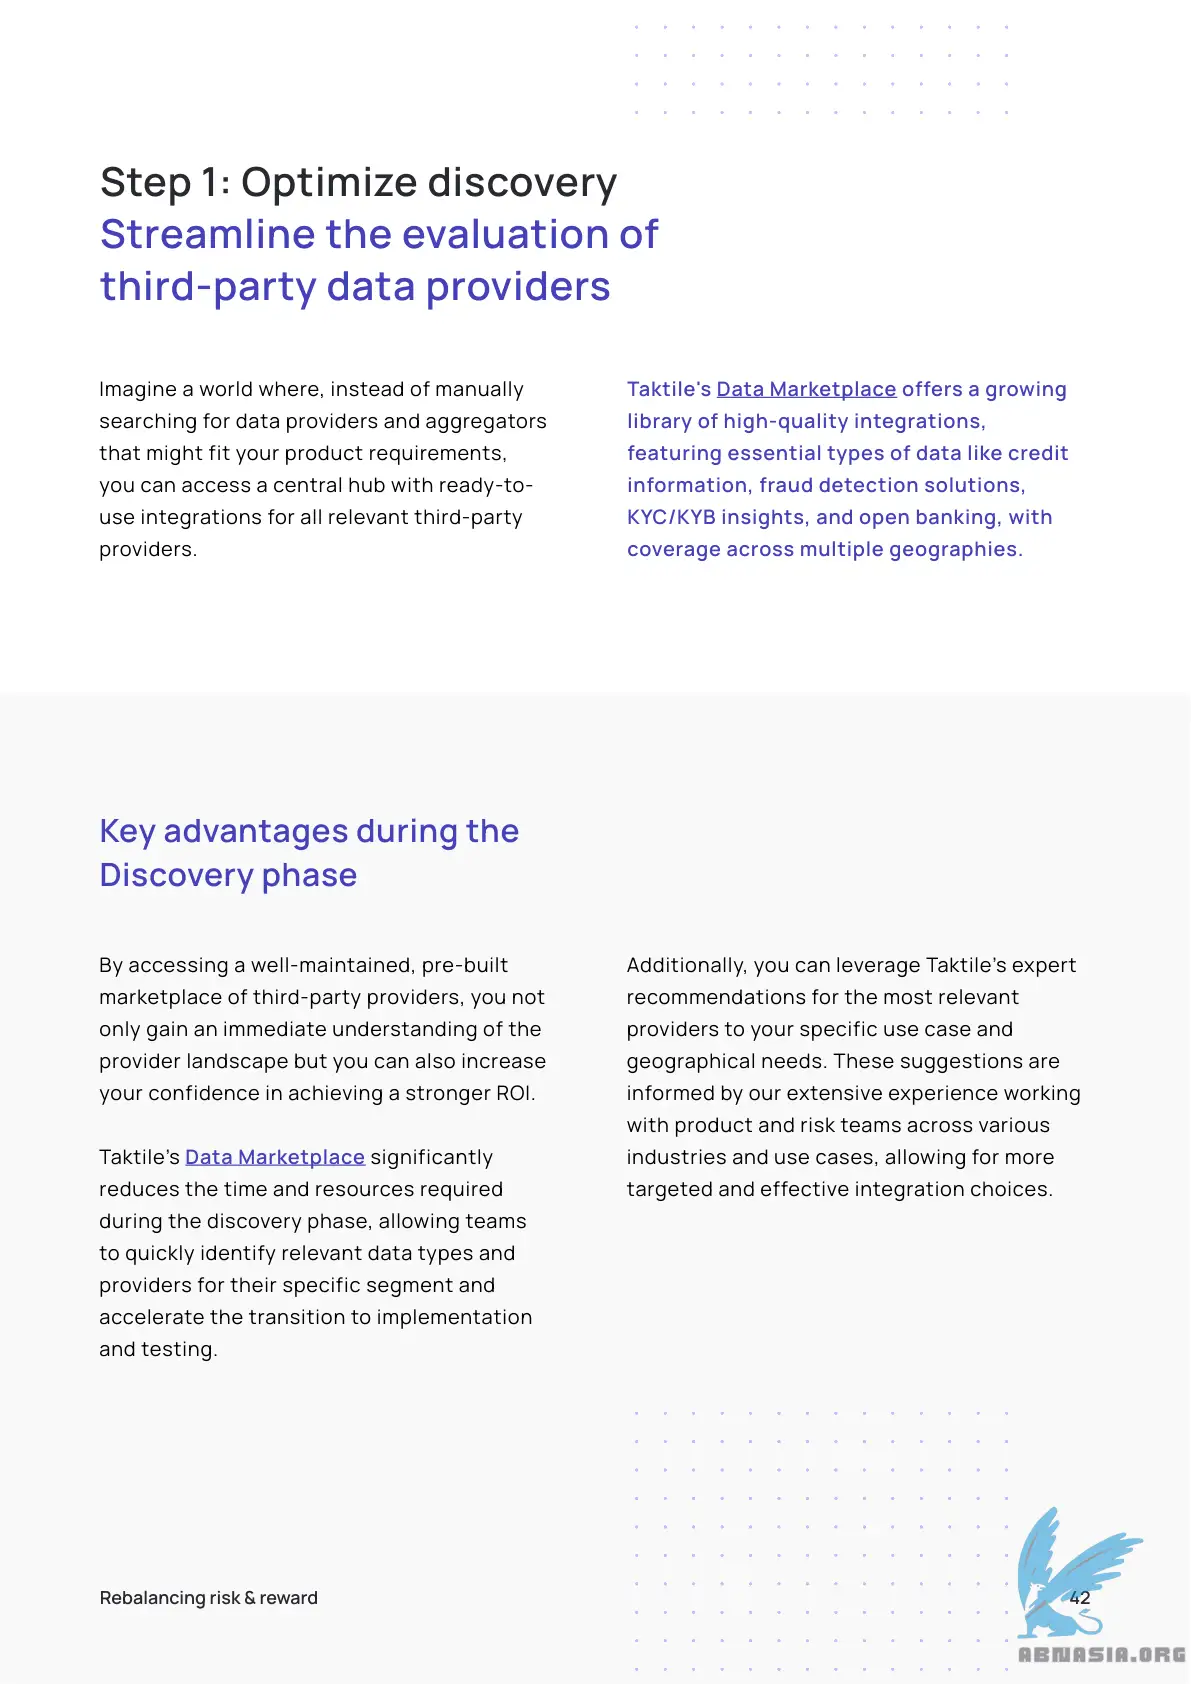 Step 1: Optimize discovery
Streamline the evaluation of
third-party data providers
Imagine a world where, instead of manually
searching for data providers and aggregators
that might fit your product requirements,
you can access a central hub with ready-to-
use integrations for all relevant third-party
providers.
Taktile's Data Marketplace offers a growing
library of high-quality integrations,
featuring essential types of data like credit
information, fraud detection solutions,
KYC/KYB insights, and open banking, with
coverage across multiple geographies.
Key advantages during the
Discovery phase
By accessing a well-maintained, pre-built
marketplace of third-party providers, you not
only gain an immediate understanding of the
provider landscape but you can also increase
your confidence in achieving a stronger ROI.
Taktile’s Data Marketplace significantly
reduces the time and resources required
during the discovery phase, allowing teams
to quickly identify relevant data types and
providers for their specific segment and
accelerate the transition to implementation
and testing.
Additionally, you can leverage Taktile’s expert
recommendations for the most relevant
providers to your specific use case and
geographical needs. These suggestions are
informed by our extensive experience working
with product and risk teams across various
industries and use cases, allowing for more
targeted and effective integration choices.
Rebalancing risk & reward
42
ABNASIA.ORG